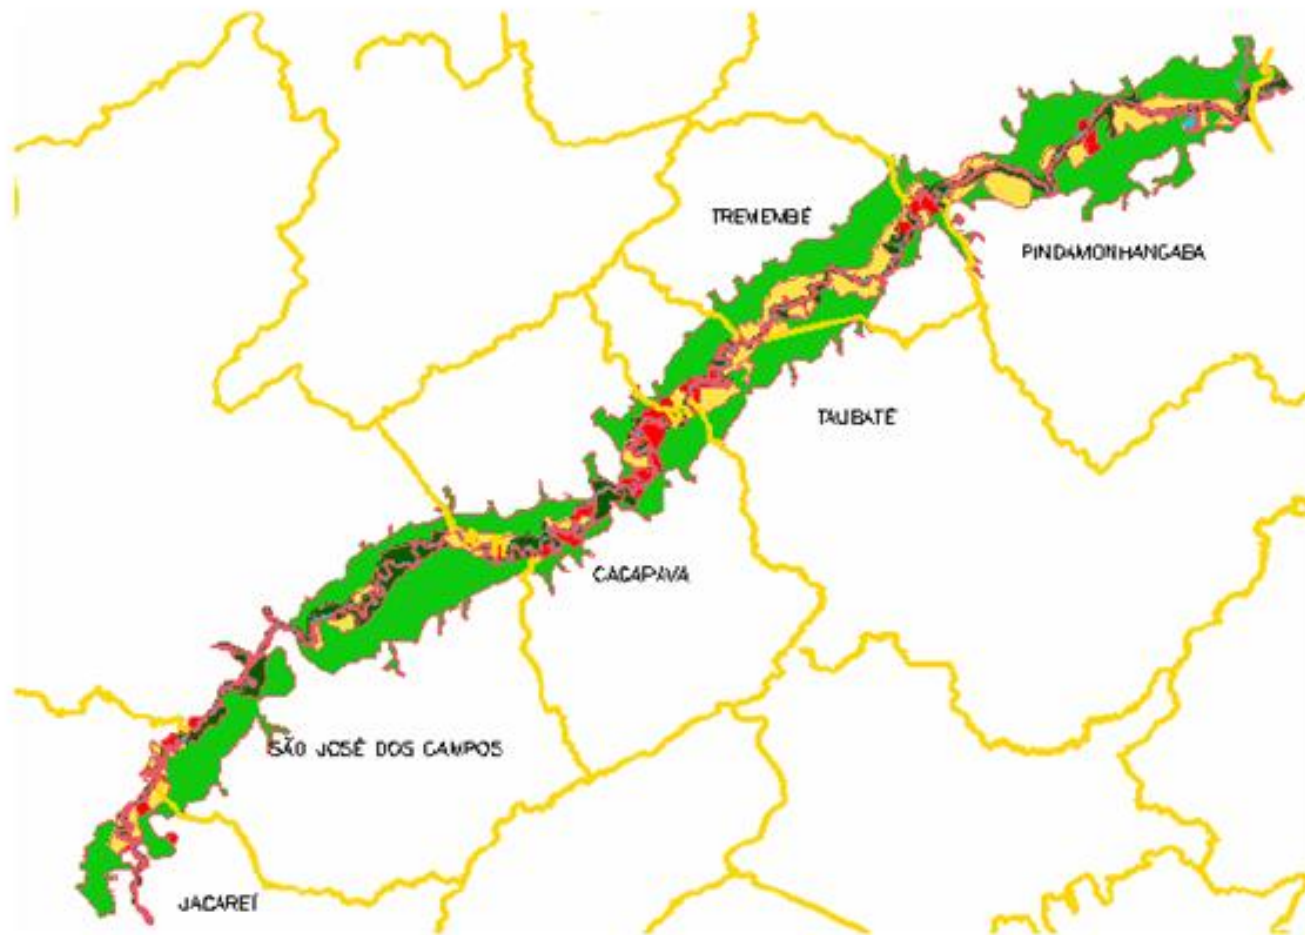 TREMEMBÉ
PINDAMONHANGABA
TAUBATÉ
CAÇAPAVA
SÃO JOSÉ DOS CAMPOS
JACAREÍ